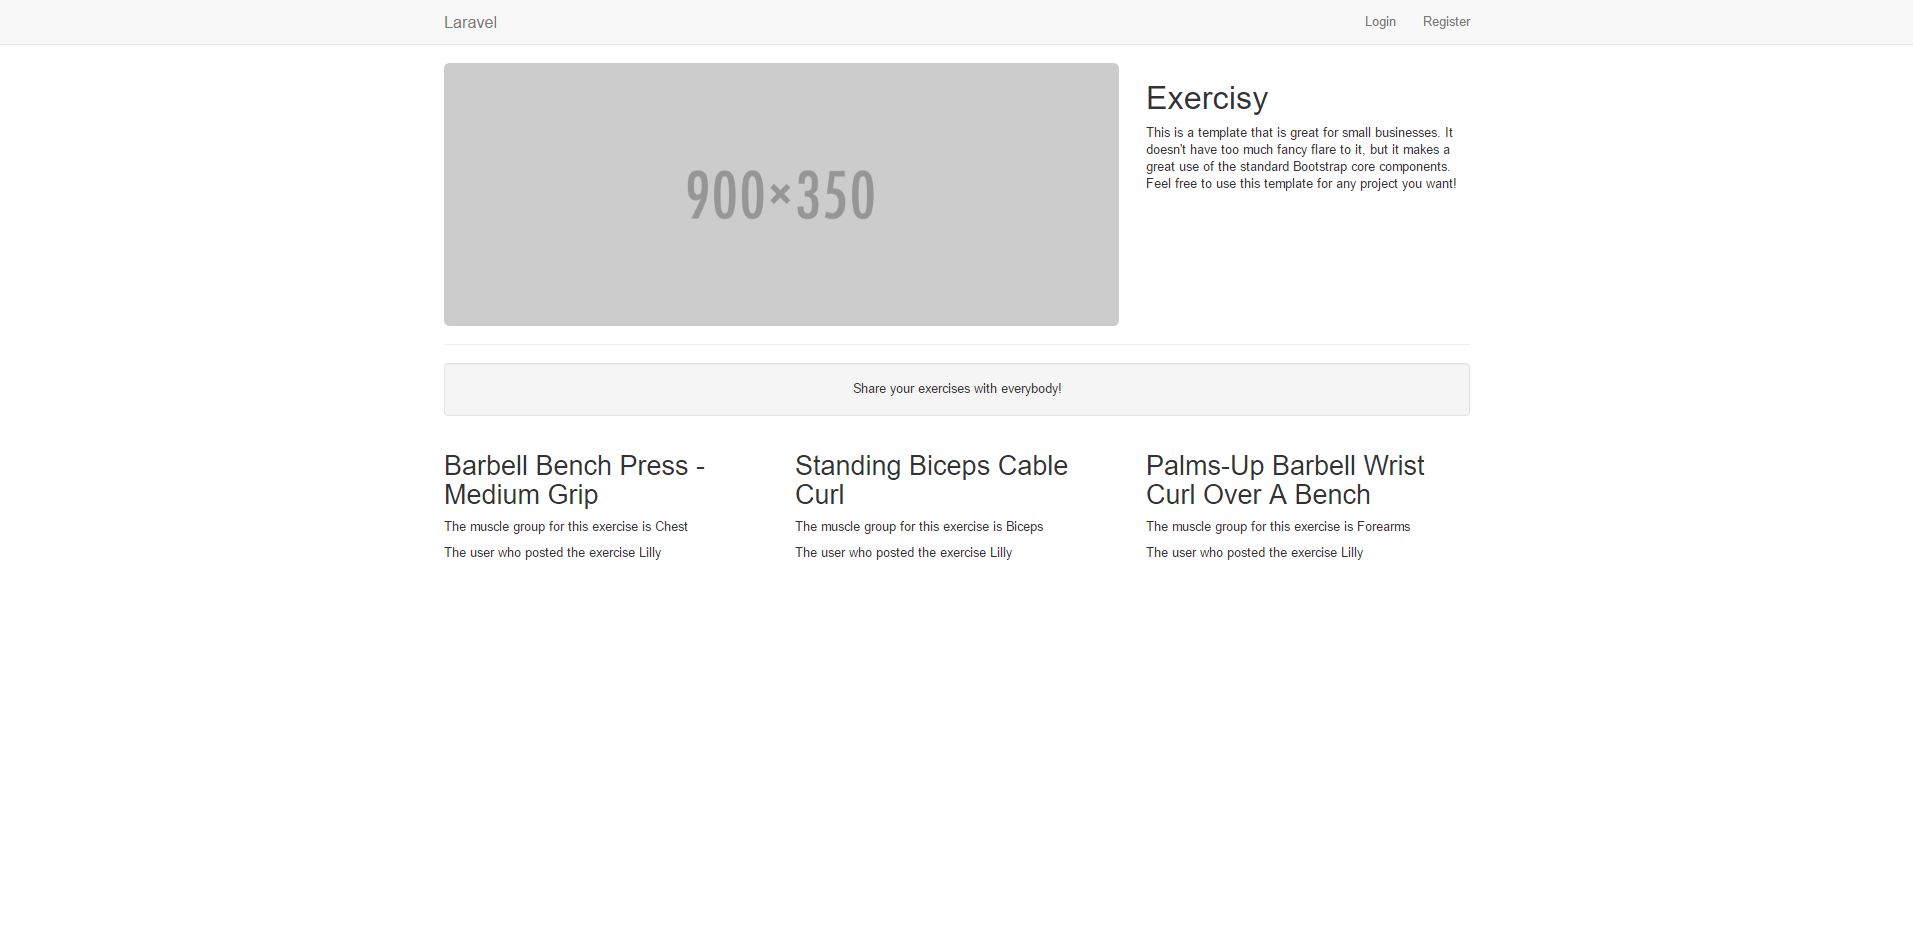 Laravel
Login
Register
900×350
Exercisy
This is a template that is great for small businesses. It
doesn't have too much fancy flare to it, but it makes a
great use of the standard Bootstrap core components.
Feel free to use this template for any project you want!
Share your exercises with everybody!
Barbell Bench Press -
Medium Grip
The muscle group for this exercise is Chest
The user who posted the exercise Lilly
Standing Biceps Cable
Curl
The muscle group for this exercise is Biceps
The user who posted the exercise Lilly
Palms-Up Barbell Wrist
Curl Over A Bench
The muscle group for this exercise is Forearms
The user who posted the exercise Lilly